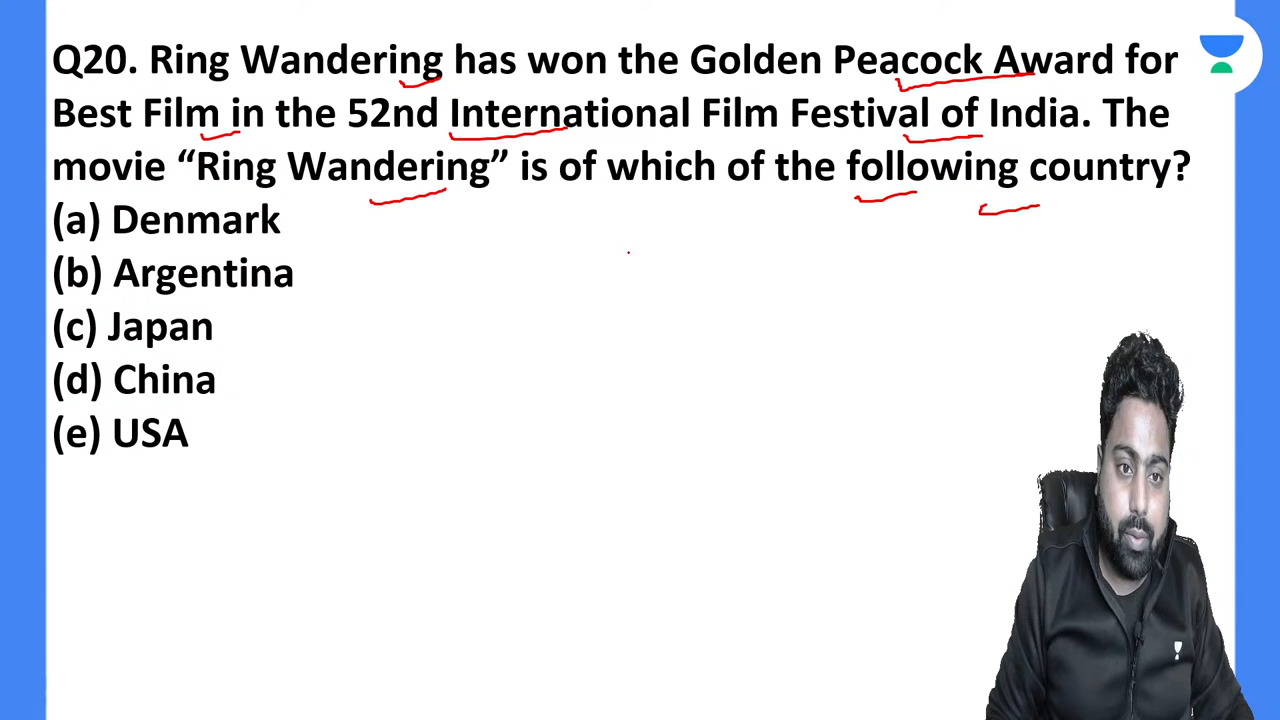 Q20. Ring Wandering has won the Golden Peacock Award for
Best Film in the 52nd International Film Festival of India. The
movie “Ring Wandering” is of which of the following country?
(a) Denmark
(b) Argentina
(c) Japan
(d) China
(e) USA